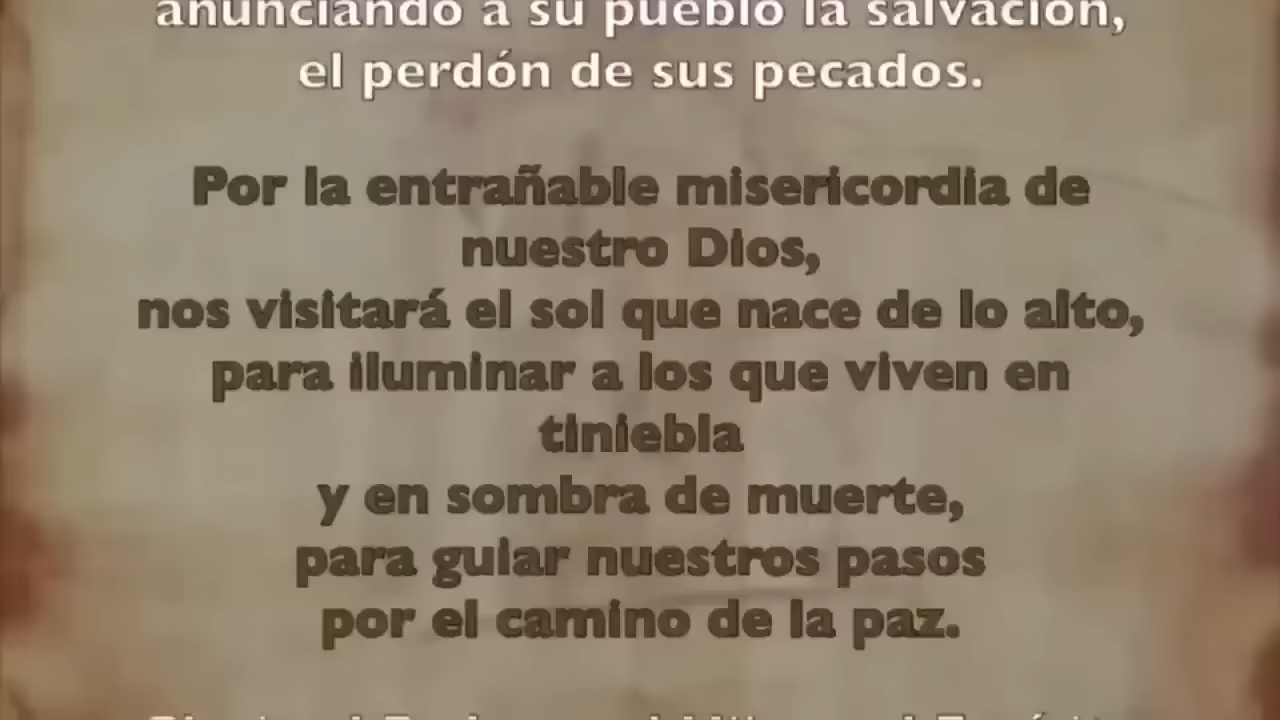 anunciando a su pueblo la salvación,
el perdón de sus pecados.
Por la entrañable misericordia de
nuestro Dios,
nos visitará el sol que nace de lo alto,
para iluminar a los que viven en
tiniebla
y en sombra de muerte,
para guiar nuestros pasos
por el camino de la paz.